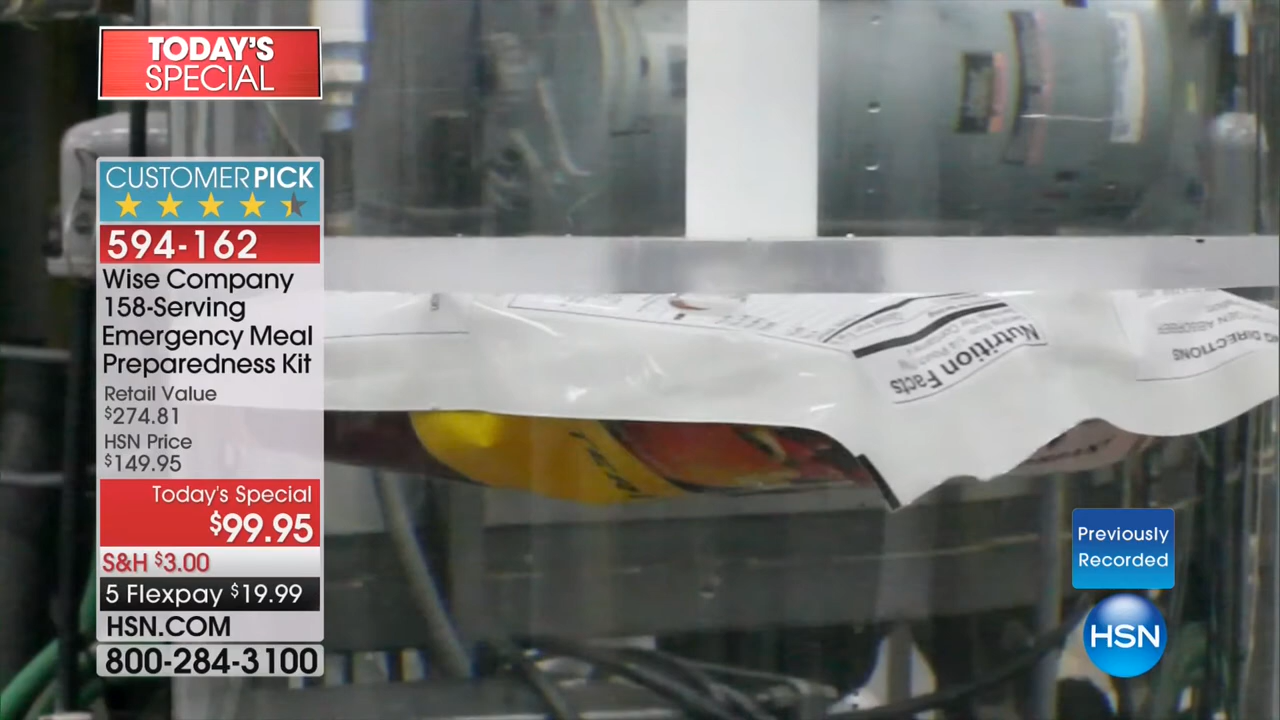 TODAY'S
SPECIAL
CUSTOMERPICK
594-162
Wise Company
158-Serving
Emergency Meal
Preparedness Kit
Retail Value
$274.81
HSN Price
$149.95
Today's Special
$99.95
S&H $3.00
5 Flexpay $19.99
HSN.COM
800-284-3100
Nutrition Facts
DIRECTIONS
Previously
Recorded
HSN